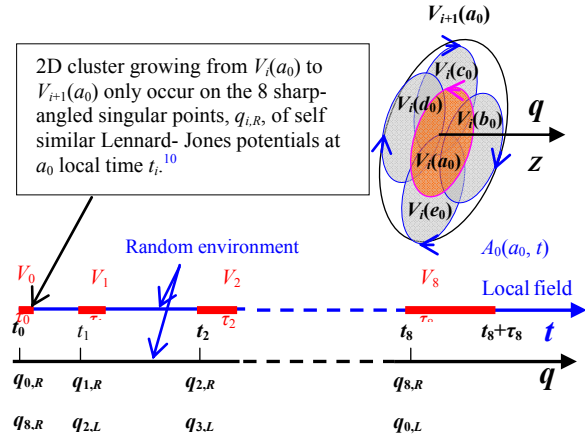 V_{i+1}(a_0)
2D cluster growing from V_i(a_0) to
V_{i+1}(a_0) only occur on the 8 sharp-
angled singular points, q_{i,R}, of self
similar Lennard- Jones potentials at
a_0 local time t_i.^{10}
V_i(c_0)
V_i(d_0)
V_i(b_0)
V_i(a_0)
V_i(e_0)
q
z
A_0(a_0, t)
Random environment
V_0 V_1 V_2 V_8
Local field
τ_0 τ_2
t_0 t_1 t_2 t_8 t_8+τ_8 t
q
q_{0,R} q_{1,R} q_{2,R} q_{8,R}
q_{8,R} q_{2,L} q_{3,L} q_{0,L}